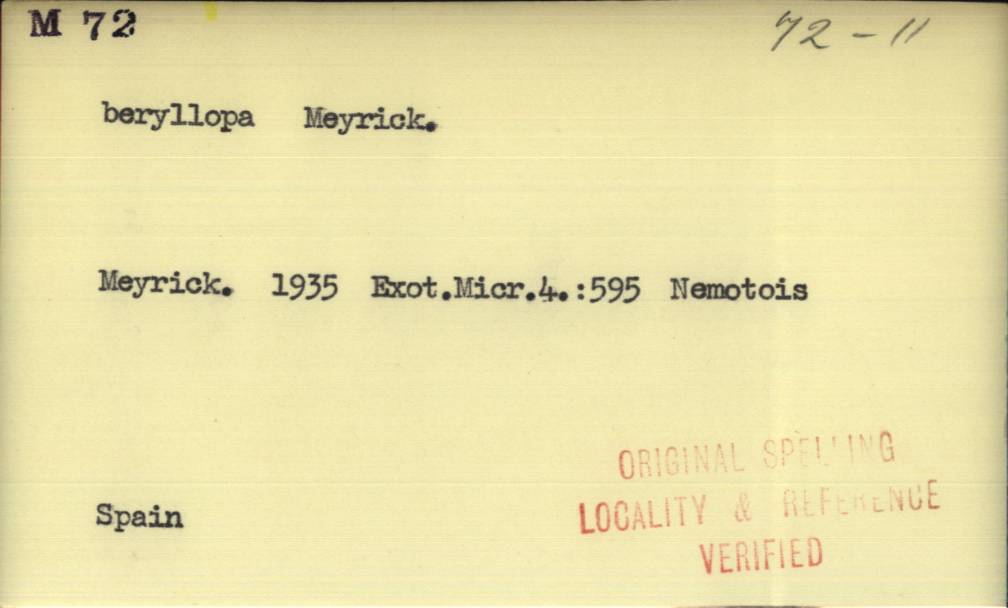 M 72
72-11
beryllopa Meyrick.
Meyrick. 1935 Exot.Micr.4.:595 Nemotois
Spain
ORIGINAL SPELLING
LOCALITY & REFERENCE
VERIFIED